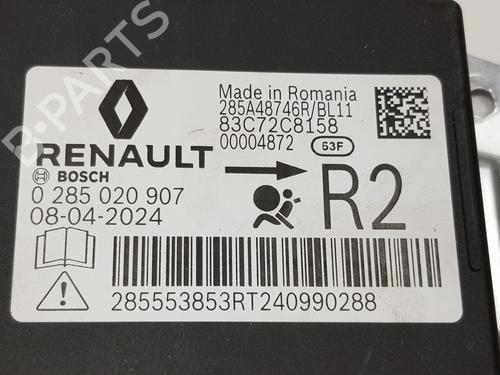 Made in Romania
285A48746R/BL11
83C72C8158
00004872 53F
RENAULT
BOSCH
0 285 020 907
08-04-2024
R2
285553853RT240990288
B-PARTS